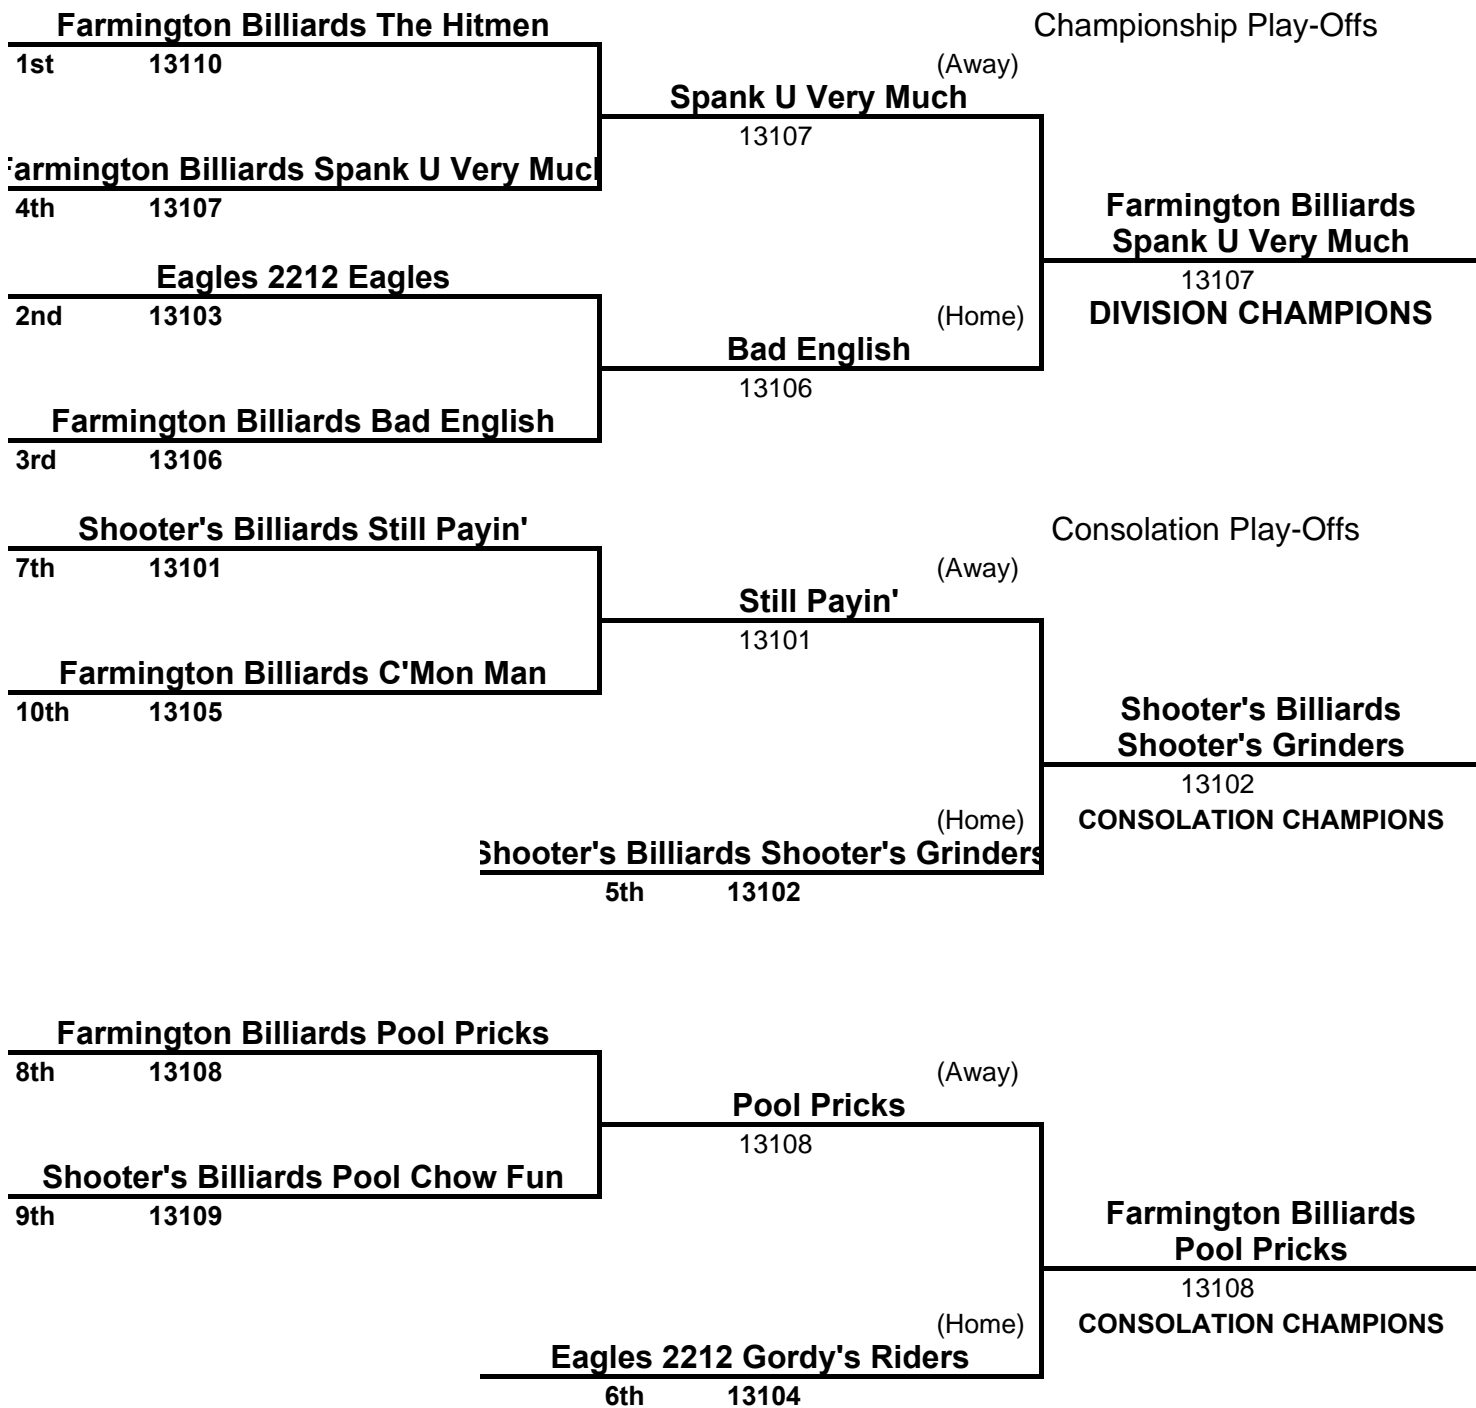 Farmington Billiards The Hitmen
Championship Play-Offs
1st 13110
(Away)
Spank U Very Much
13107
Farmington Billiards Spank U Very Much
4th 13107
Farmington Billiards
Spank U Very Much
Eagles 2212 Eagles
13107
2nd 13103
(Home)
DIVISION CHAMPIONS
Bad English
13106
Farmington Billiards Bad English
3rd 13106
Shooter's Billiards Still Payin'
Consolation Play-Offs
7th 13101
(Away)
Still Payin'
13101
Farmington Billiards C'Mon Man
10th 13105
Shooter's Billiards
Shooter's Grinders
13102
(Home)
CONSOLATION CHAMPIONS
Shooter's Billiards Shooter's Grinders
5th 13102
Farmington Billiards Pool Pricks
8th 13108
(Away)
Pool Pricks
13108
Shooter's Billiards Pool Chow Fun
9th 13109
Farmington Billiards
Pool Pricks
13108
(Home)
CONSOLATION CHAMPIONS
Eagles 2212 Gordy's Riders
6th 13104